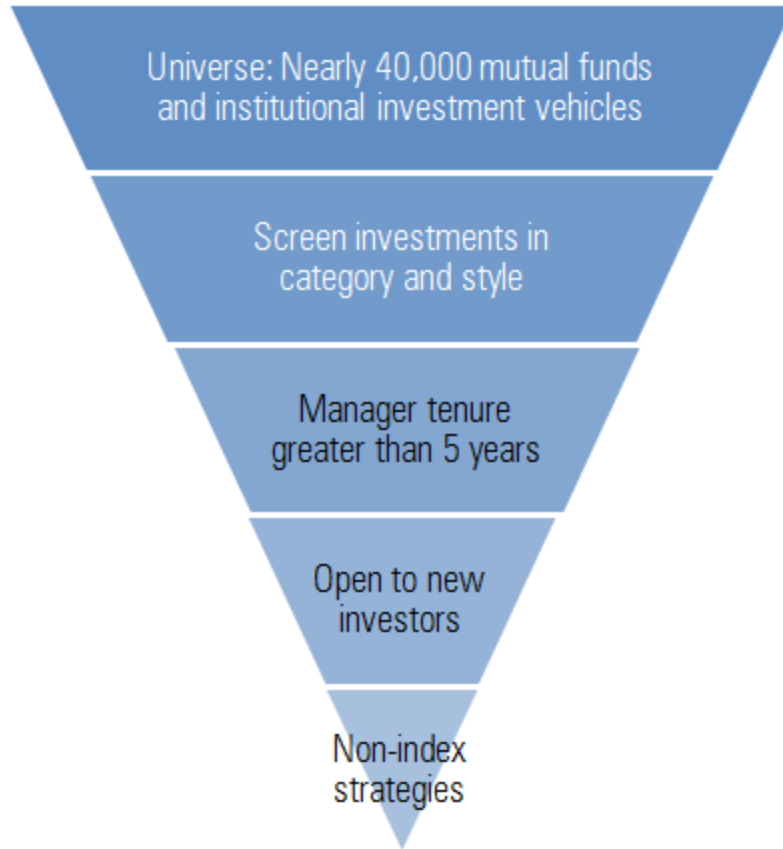 Universe: Nearly 40,000 mutual funds
and institutional investment vehicles
Screen investments in
category and style
Manager tenure
greater than 5 years
Open to new
investors
Non-index
strategies